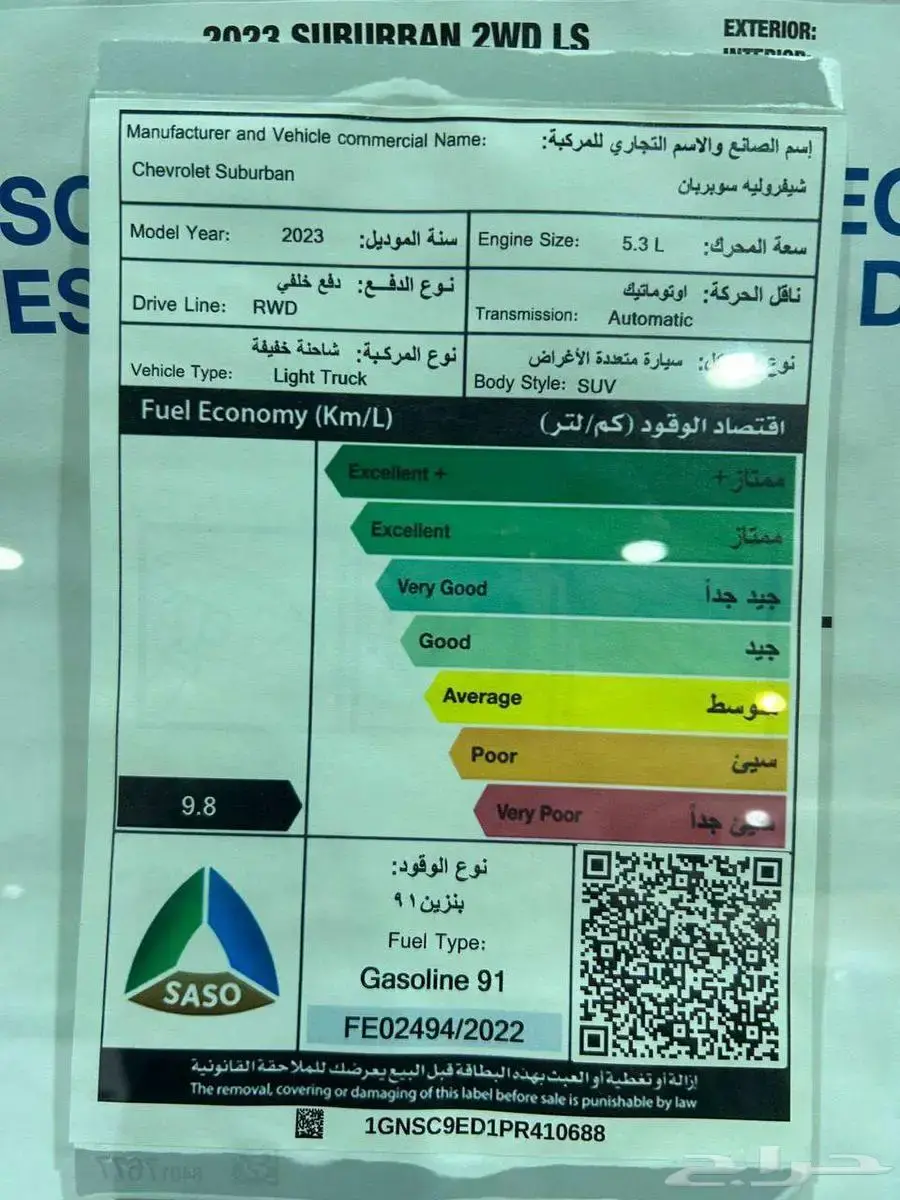 2023 SUBURBAN 2WD LS
EXTERIOR:
INTERIOR:
Manufacturer and Vehicle commercial Name:
إسم الصانع والاسم التجاري للمركبة:
Chevrolet Suburban
شيفروليه سوبربان
Model Year: 2023 سنة الموديل:
Engine Size: 5.3 L سعة المحرك:
نوع الدفـع: دفع خلفي
Drive Line: RWD
ناقل الحركة: اوتوماتيك
Transmission: Automatic
نوع المركبة: شاحنة خفيفة
Vehicle Type: Light Truck
نوع سيارة متعددة الأغراض
Body Style: SUV
Fuel Economy (Km/L)
اقتصاد الوقود (كم/لتر)
Excellent + ممتاز+
Excellent ممتاز
Very Good جيد جداً
Good جيد
Average متوسط
Poor سيئ
9.8
Very Poor سيئ جداً
SASO
نوع الوقود:
بنزين ٩١
Fuel Type:
Gasoline 91
FE02494/2022
إزالة أو تغطية أو العبث بهذه البطاقة قبل البيع يعرضك للملاحقة القانونية
The removal, covering or damaging of this label before sale is punishable by law
1GNSC9ED1PR410688
حراج